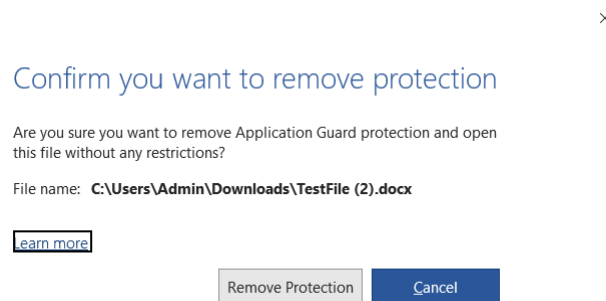 Confirm you want to remove protection
Are you sure you want to remove Application Guard protection and open
this file without any restrictions?
File name: C:\Users\Admin\Downloads\TestFile (2).docx
Learn more
Remove Protection Cancel